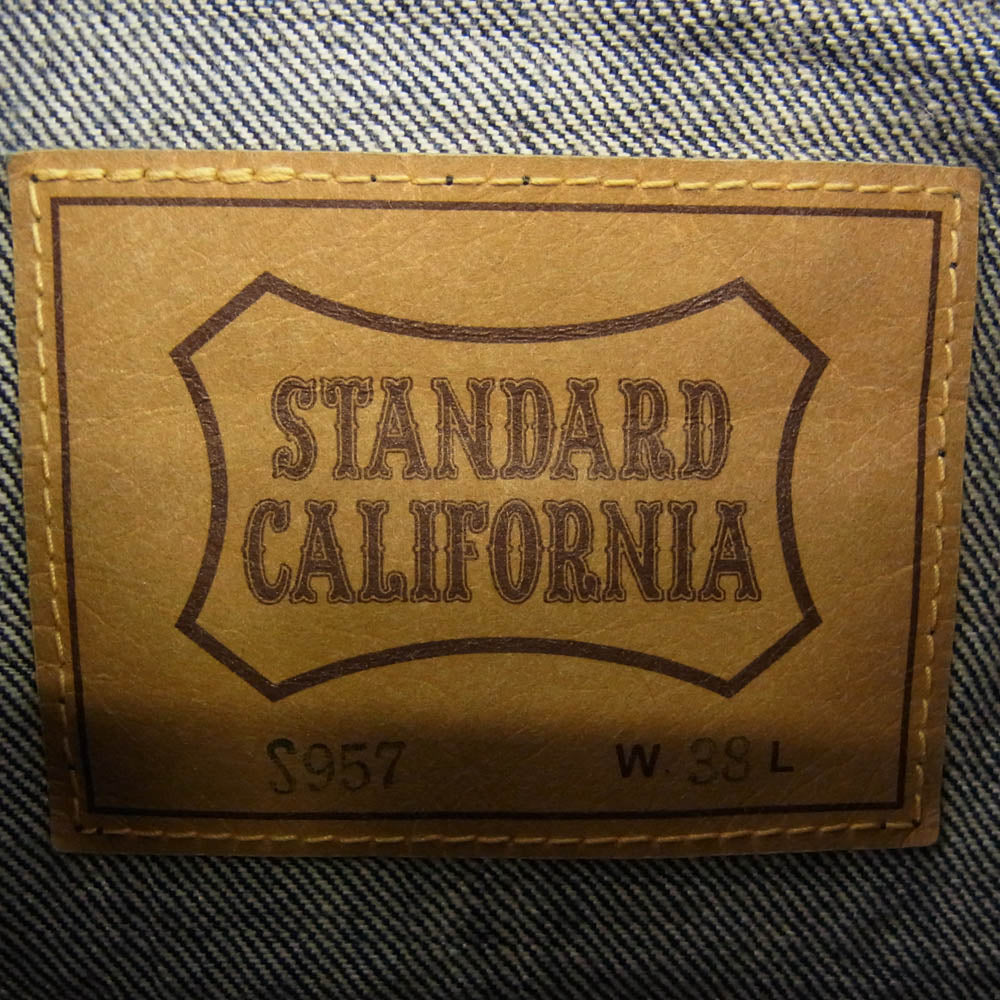 STANDARD
CALIFORNIA
S957 W. 38 L